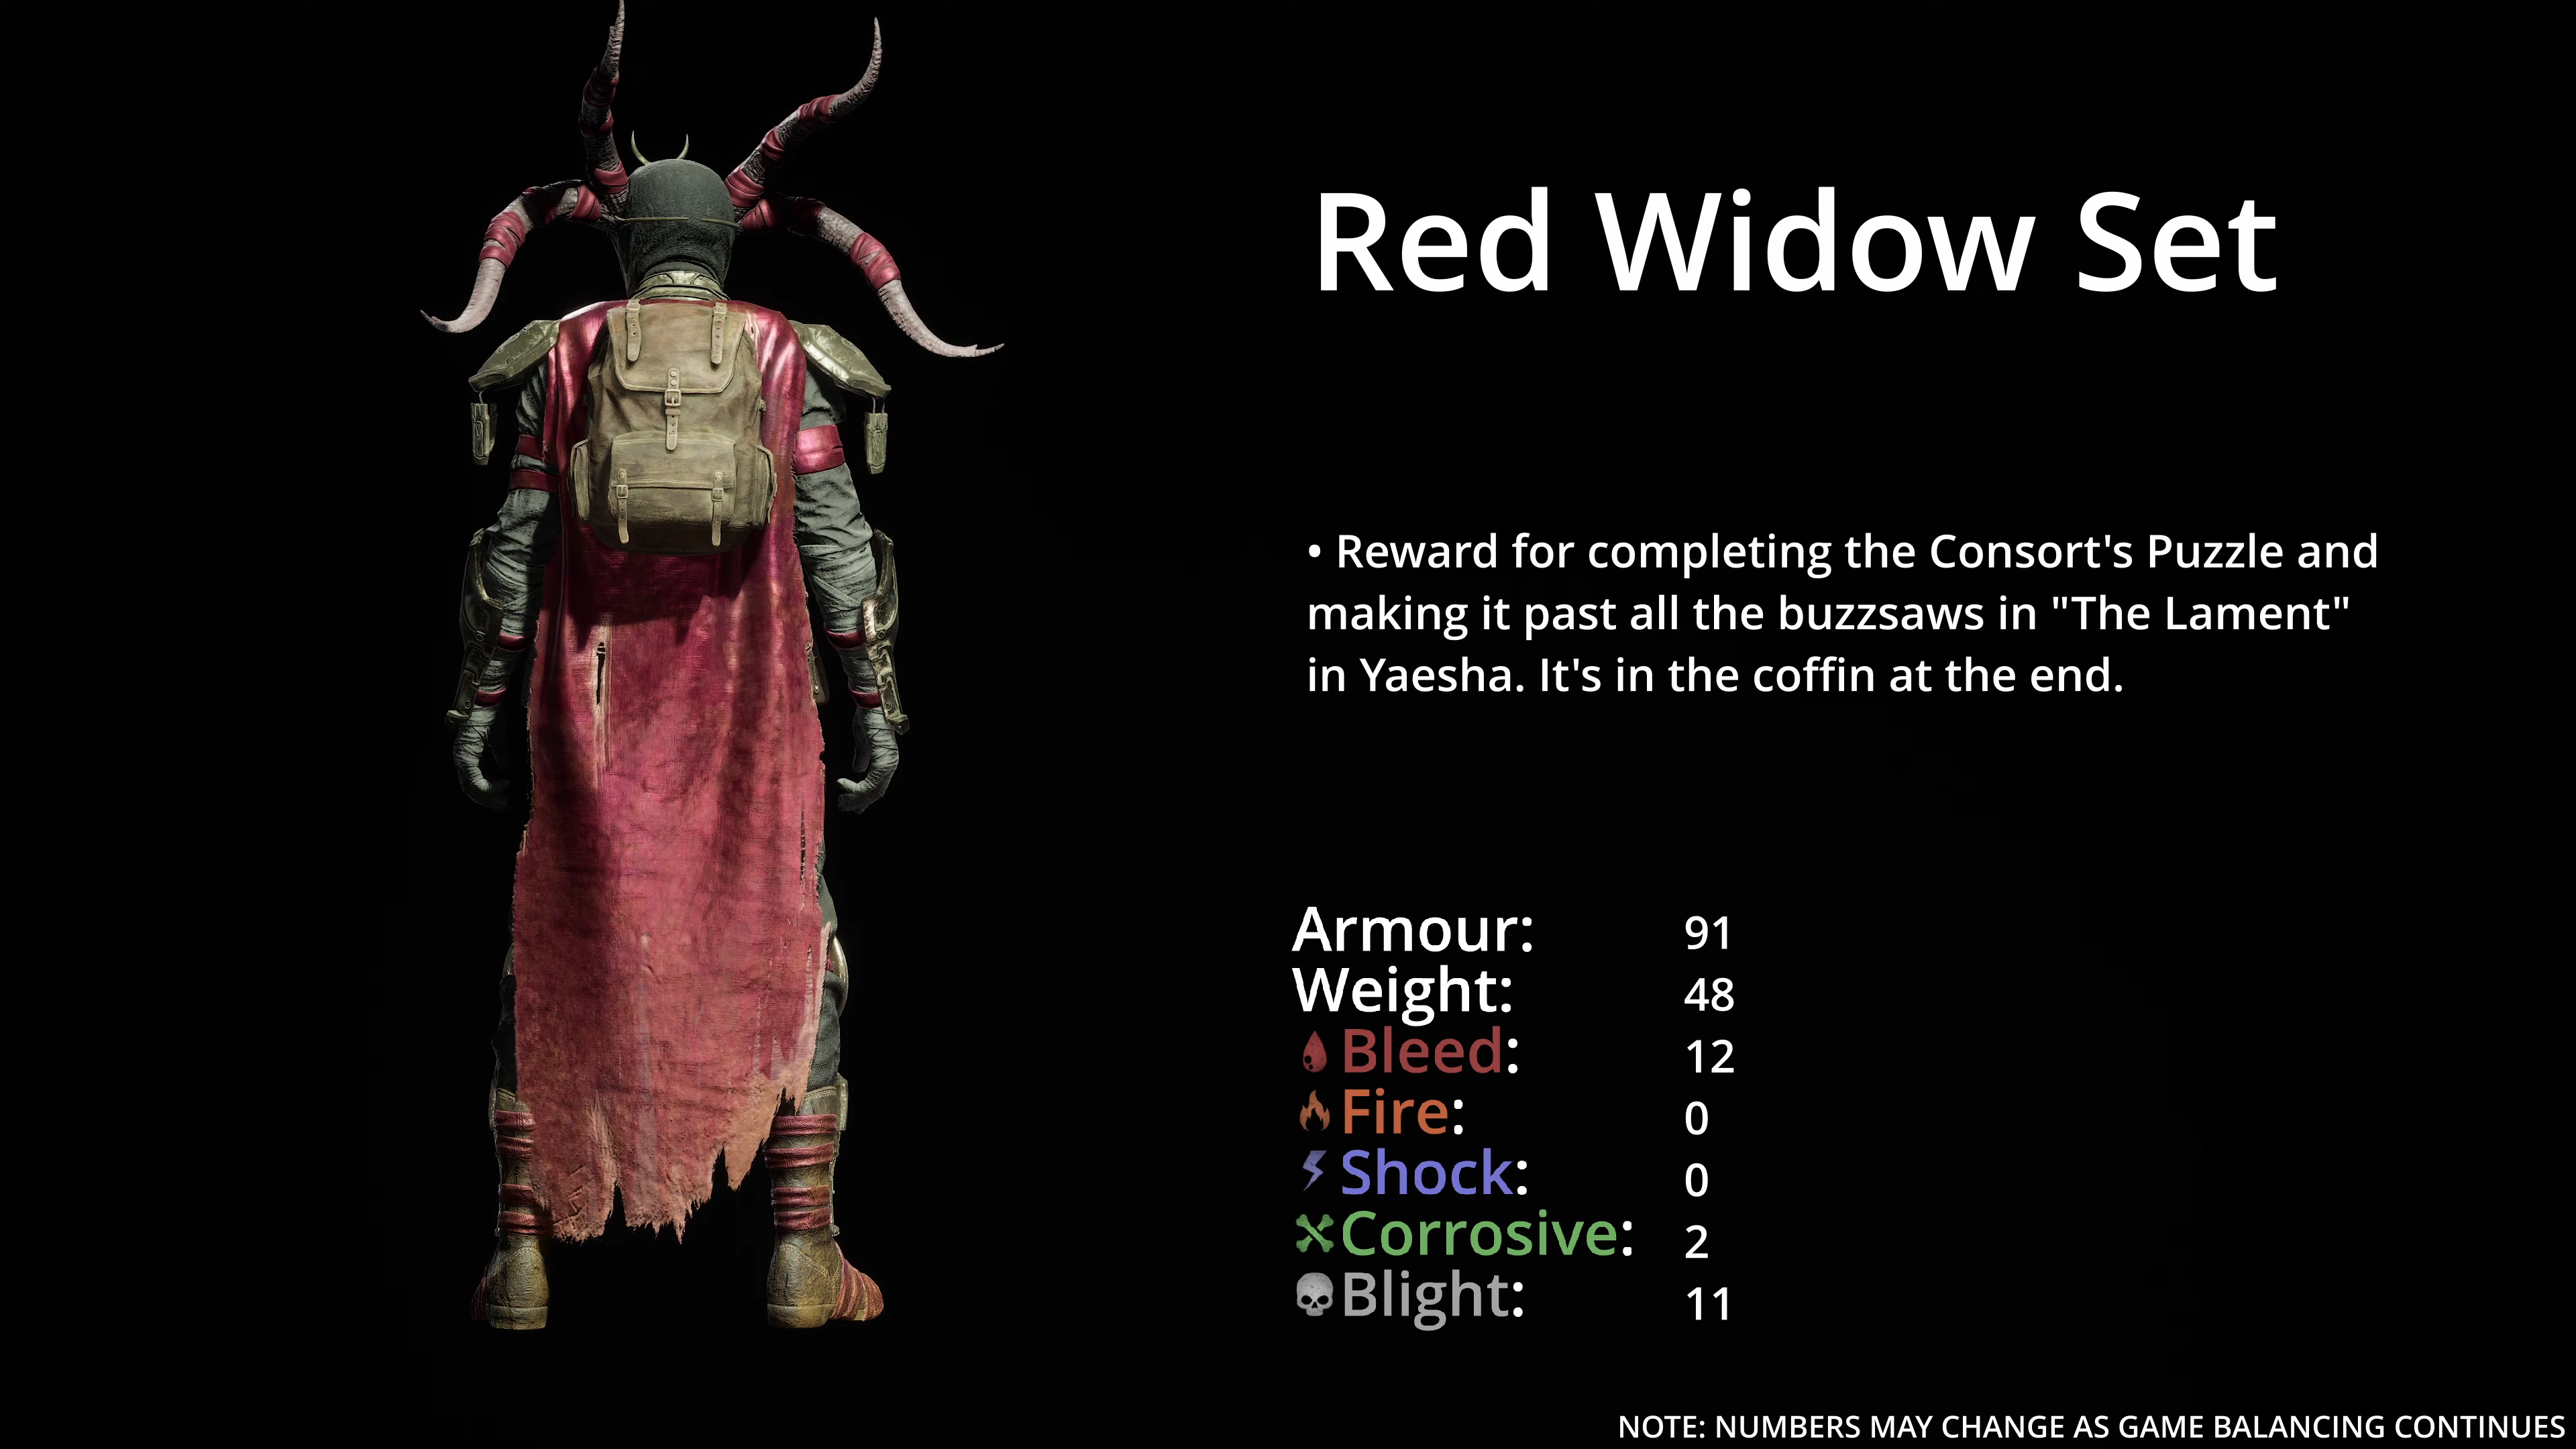 Red Widow Set
• Reward for completing the Consort's Puzzle and
making it past all the buzzsaws in "The Lament"
in Yaesha. It's in the coffin at the end.
Armour: 91
Weight: 48
Bleed: 12
Fire: 0
Shock: 0
Corrosive: 2
Blight: 11
NOTE: NUMBERS MAY CHANGE AS GAME BALANCING CONTINUES